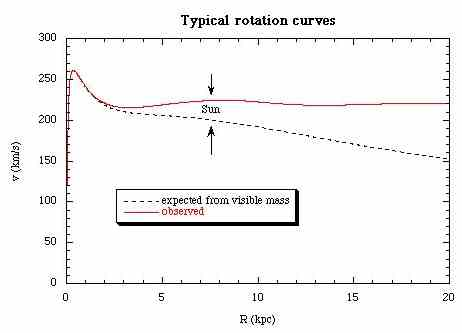 Typical rotation curves
300
250
200
150
100
50
0
v (km/s)
Sun
expected from visible mass
observed
0 5 10 15 20
R (kpc)